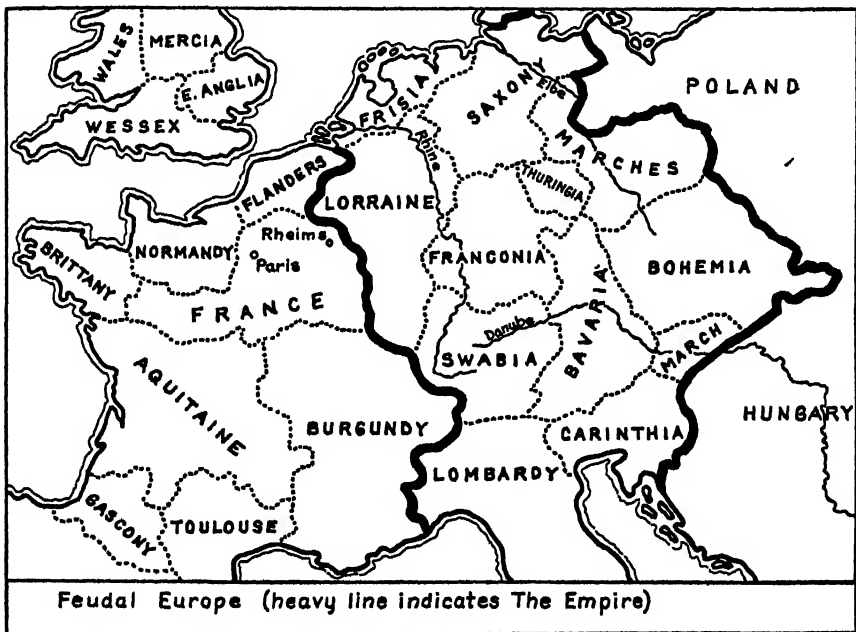 WALES
MERCIA
E. ANGLIA
WESSEX
FRISIA
SAXONY
Elbe
POLAND
MARCHES
Rhine
THURINGIA
FLANDERS
LORRAINE
NORMANDY
Rheims
Paris
BRITTANY
FRANCE
FRANCONIA
BOHEMIA
BAVARIA
Danube
SWABIA
MARCH
AQUITAINE
BURGUNDY
HUNGARY
CARINTHIA
LOMBARDY
GASCONY
TOULOUSE
Feudal Europe (heavy line indicates The Empire)